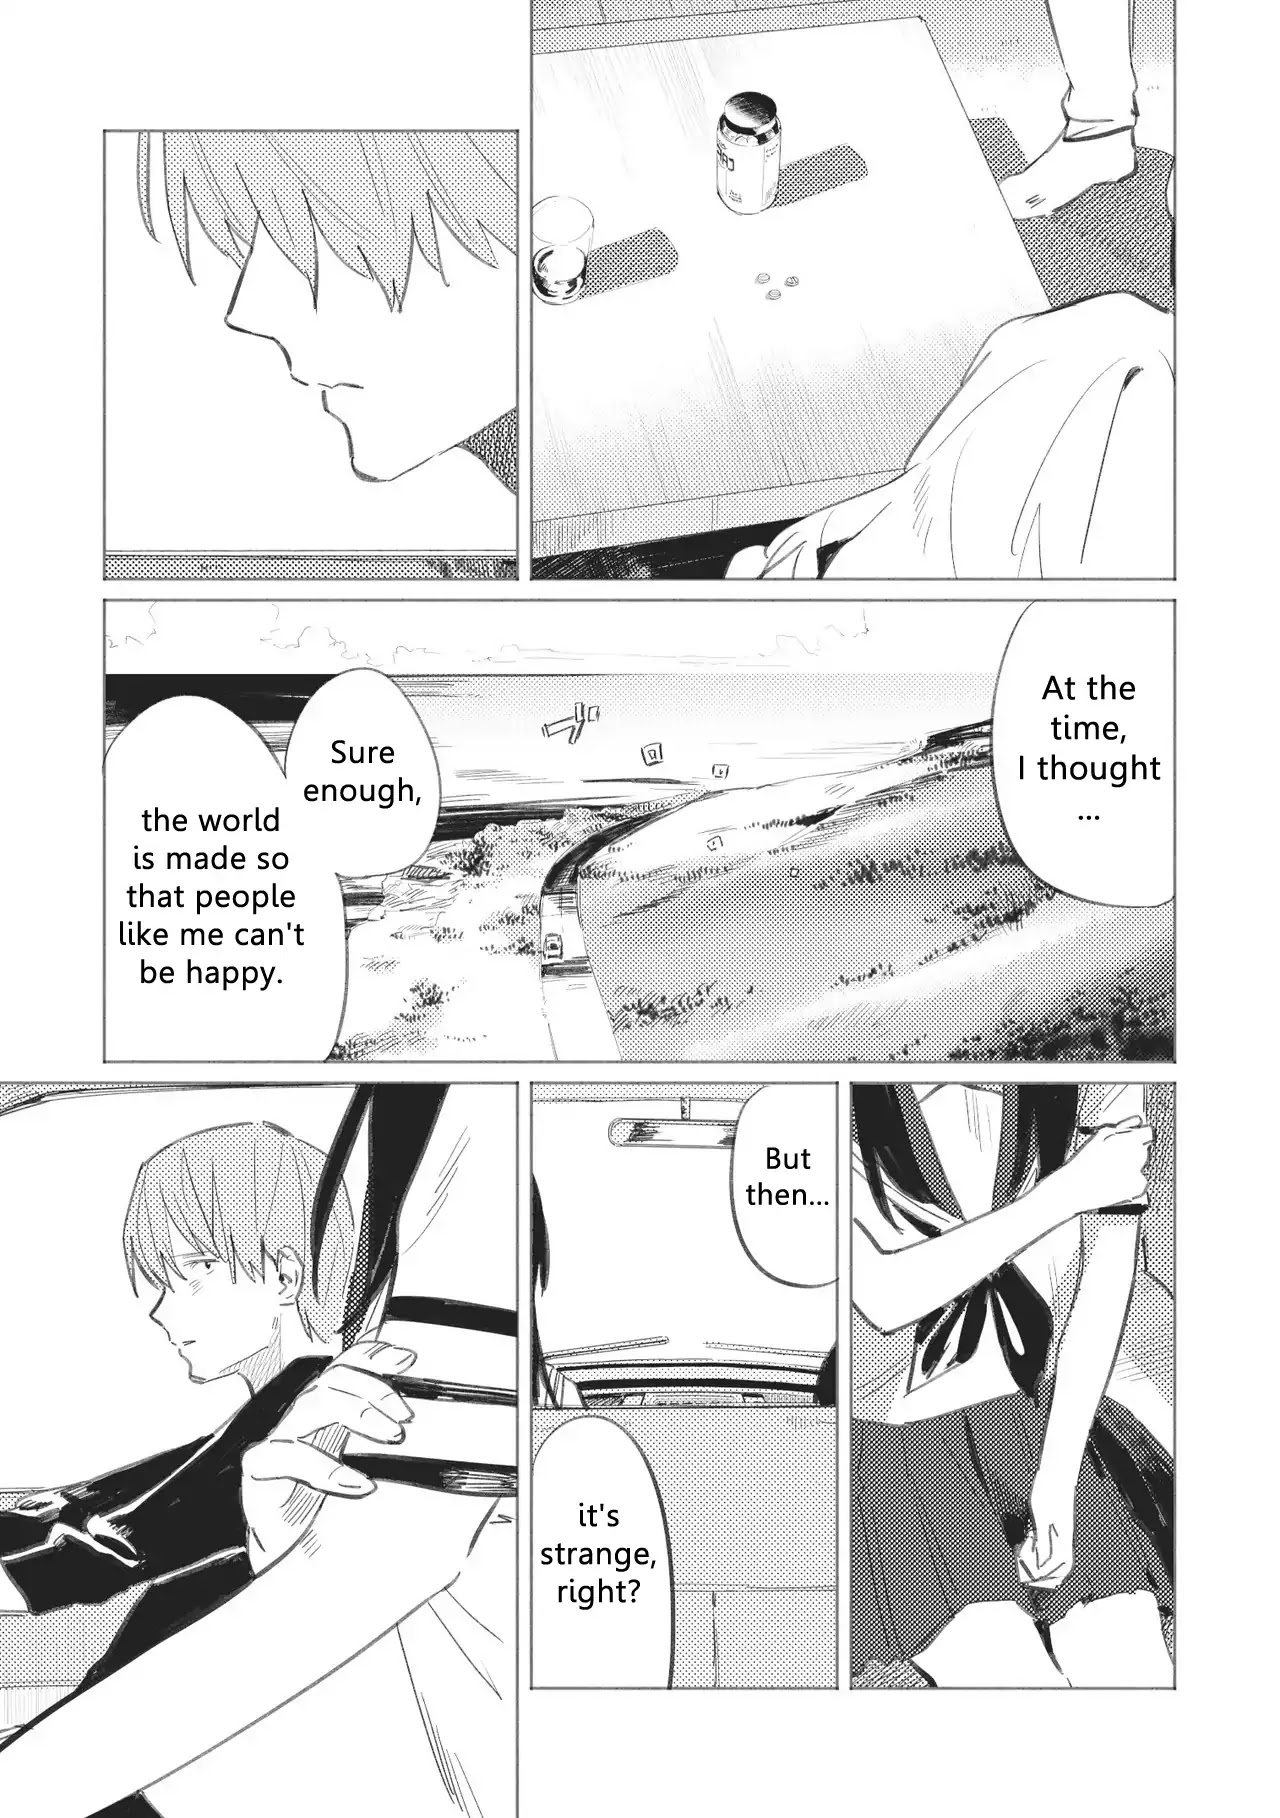 At the
time,
I thought
...
Sure
enough,
the world
is made so
that people
like me can't
be happy.
But
then...
it's
strange,
right?